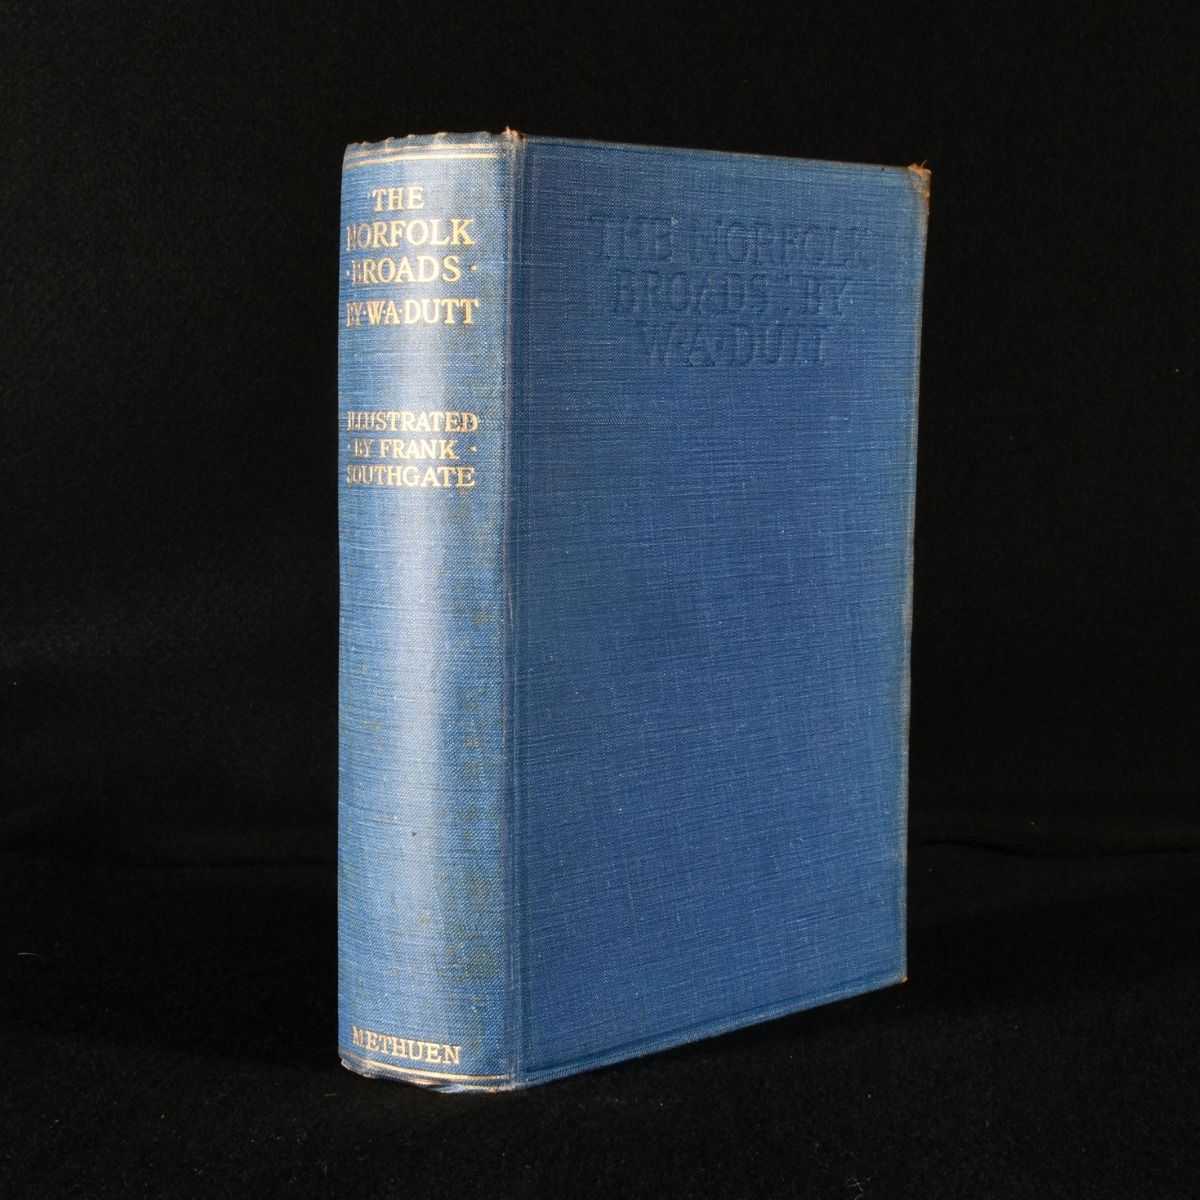 THE
NORFOLK
· BROADS ·
BY·W·A·DUTT
ILLUSTRATED
· BY FRANK ·
SOUTHGATE
METHUEN
THE NORFOLK
BROADS · BY
W·A·DUTT